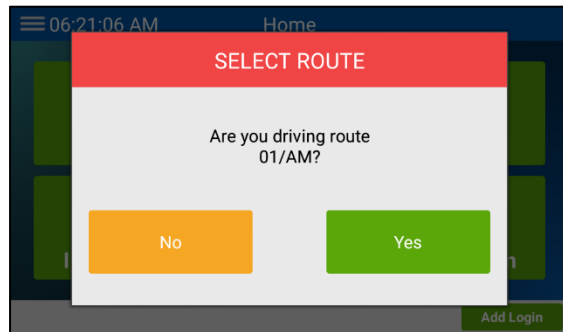 06:21:06 AM Home
SELECT ROUTE
Are you driving route
01/AM?
No Yes
Add Login